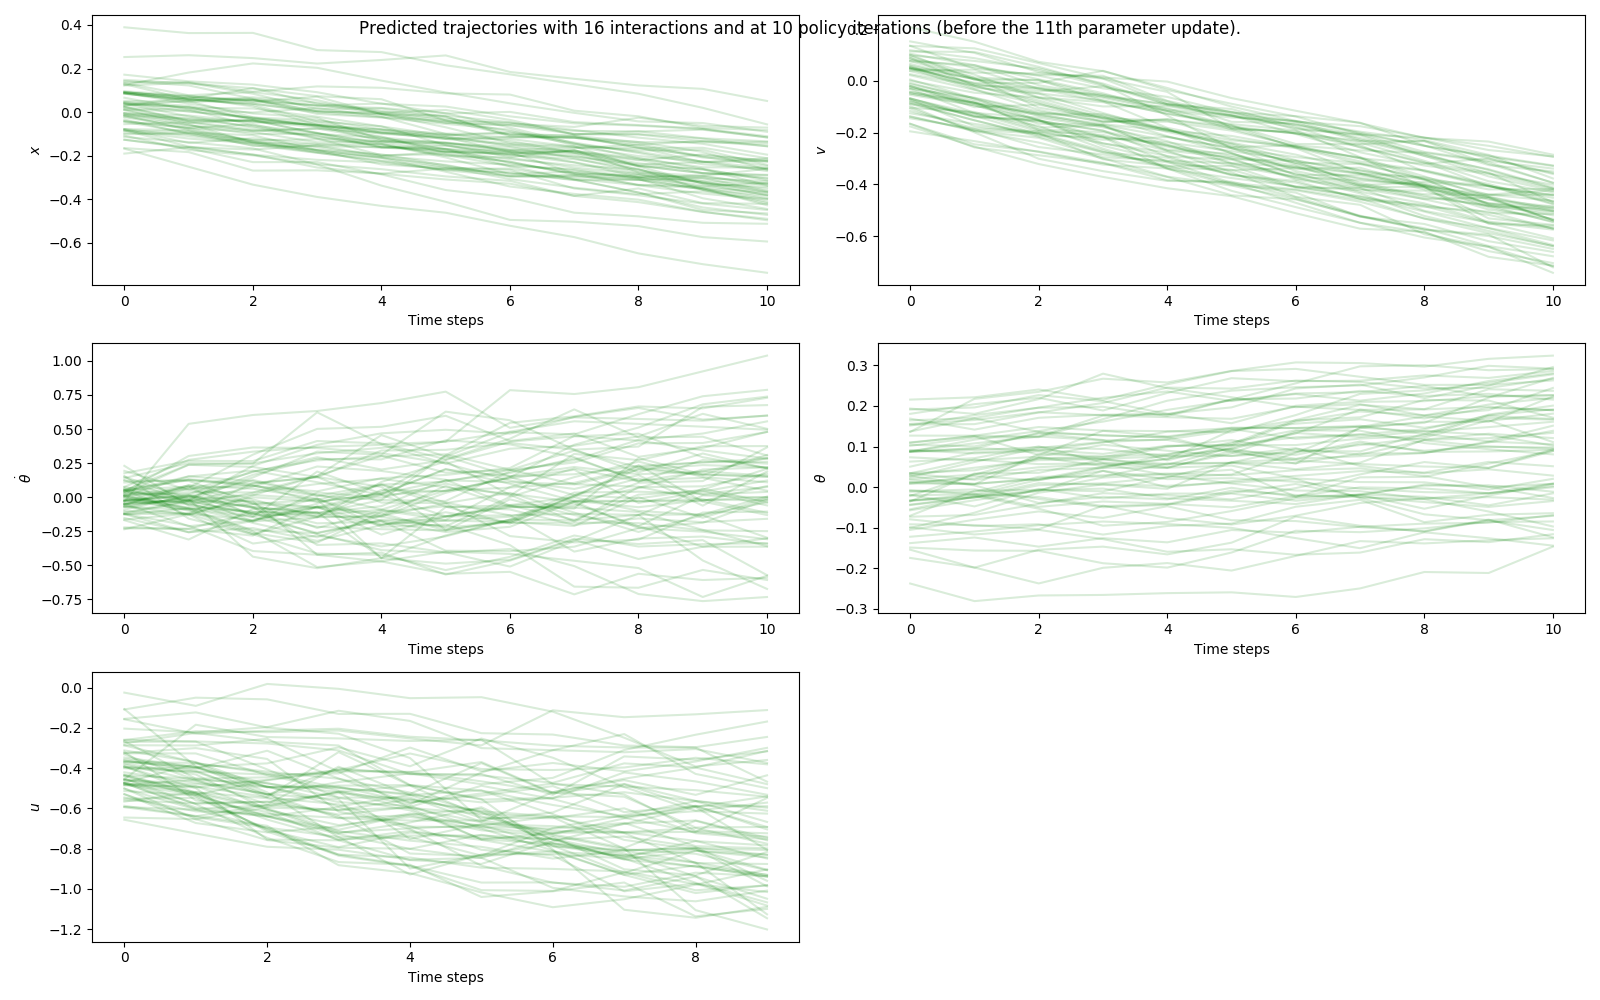 Predicted trajectories with 16 interactions and at 10 policy iterations (before the 11th parameter update).
0.4
0.2
0.0
−0.2
−0.4
−0.6
x
0 2 4 6 8 10
Time steps
0.2
0.0
−0.2
−0.4
−0.6
v
0 2 4 6 8 10
Time steps
1.00
0.75
0.50
0.25
0.00
−0.25
−0.50
−0.75
θ̇
0 2 4 6 8 10
Time steps
0.3
0.2
0.1
0.0
−0.1
−0.2
−0.3
θ
0 2 4 6 8 10
Time steps
0.0
−0.2
−0.4
−0.6
−0.8
−1.0
−1.2
u
0 2 4 6 8
Time steps